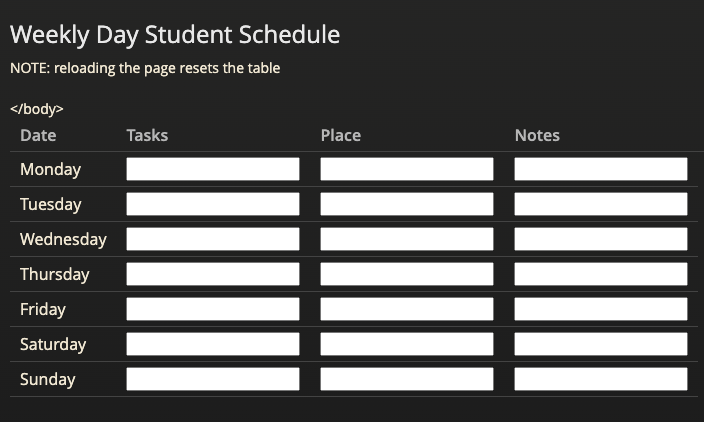 Weekly Day Student Schedule
NOTE: reloading the page resets the table
</body>
Date Tasks Place Notes
Monday
Tuesday
Wednesday
Thursday
Friday
Saturday
Sunday